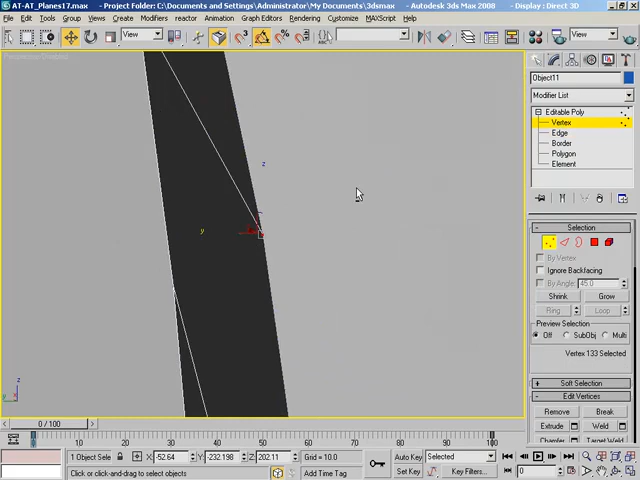 AT-AT_Planes17.max - Project Folder: C:\Documents and Settings\Administrator\My Documents\3dsmax - Autodesk 3ds Max 2008 - Display : Direct 3D
File Edit Tools Group Views Create Modifiers Animation Graph Editors Rendering Customize MAXScript Help
View
View
Object11
Modifier List
Editable Poly
Vertex
Edge
Border
Polygon
Element
z
y
Selection
By Vertex
Ignore Backfacing
By Angle: 45.0
Shrink Grow
Ring Loop
Preview Selection
Off SubObj Multi
Vertex 133 Selected
Soft Selection
Edit Vertices
Remove Break
Extrude Weld
Chamfer Target Weld
z
0 / 100
0 10 20 30 40 50 60 70 80 90 100
1 Object Sele X: -52.64 Y: -232.198 Z: 202.11 Grid = 10.0 Auto Key Selected
Click or click-and-drag to select objects Add Time Tag Set Key Key Filters... 0